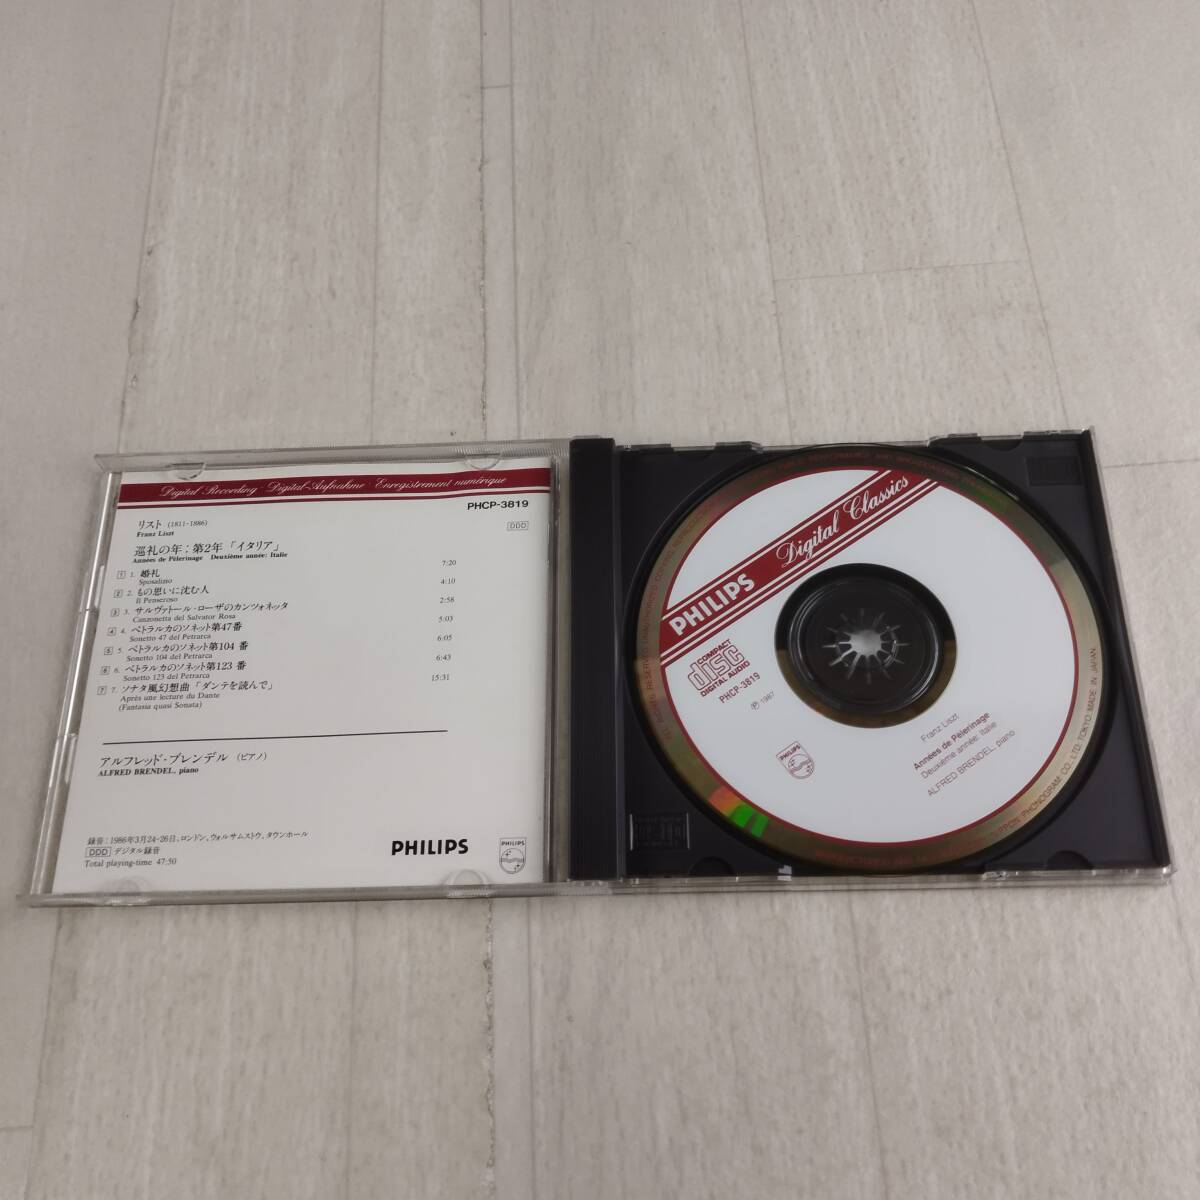 Digital Recording · Digital-Aufnahme · Enregistrement numérique
PHCP-3819
リスト (1811-1886)
Franz Liszt
DDD
巡礼の年：第2年「イタリア」
Années de Pèlerinage Deuxième année: Italie
1 1. 婚礼 7:20
Sposalizio
2 2. もの思いに沈む人 4:10
Il Penseroso
3 3. サルヴァトール・ローザのカンツォネッタ 2:58
Canzonetta del Salvator Rosa
4 4. ペトラルカのソネット第47番 5:03
Sonetto 47 del Petrarca
5 5. ペトラルカのソネット第104番 6:05
Sonetto 104 del Petrarca
6 6. ペトラルカのソネット第123番 6:43
Sonetto 123 del Petrarca
7 7. ソナタ風幻想曲「ダンテを読んで」 15:31
Après une lecture du Dante
(Fantasia quasi Sonata)
アルフレッド・ブレンデル (ピアノ)
ALFRED BRENDEL, piano
録音：1986年3月24-26日、ロンドン、ウォルサムストウ、タウンホール
DDD デジタル録音
Total playing-time 47:50
PHILIPS
PHILIPS
PHILIPS Digital Classics
COMPACT
disc
DIGITAL AUDIO
PHCP-3819
℗ 1987
PHILIPS
Franz Liszt
Années de Pèlerinage
Deuxième année: Italie
ALFRED BRENDEL, piano
NIPPON PHONOGRAM CO., LTD. TOKYO, MADE IN JAPAN.